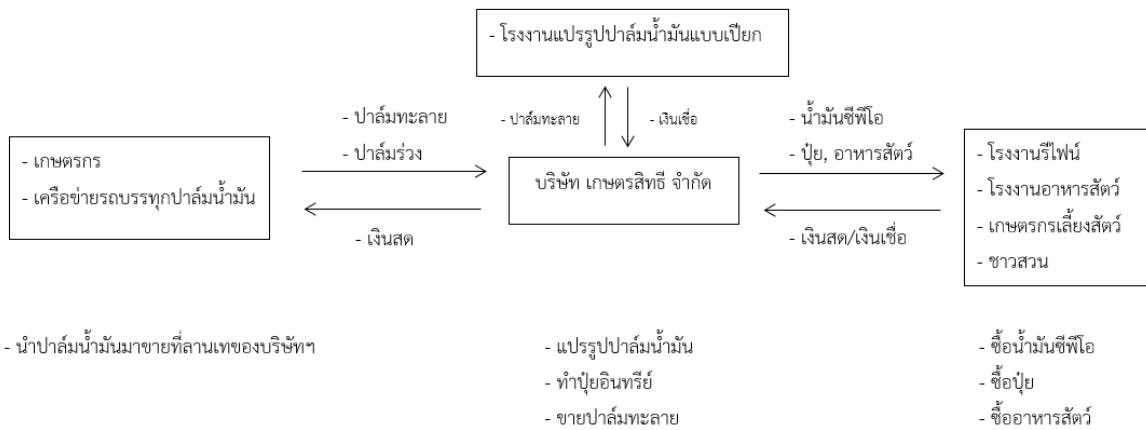 - โรงงานแปรรูปปาล์มน้ำมันแบบเปียก
- ปาล์มทะลาย
- ปาล์มร่วง
- ปาล์มทะลาย
- เงินเชื่อ
- น้ำมันซีพีโอ
- ปุ๋ย, อาหารสัตว์
- เกษตรกร
- เครือข่ายรถบรรทุกปาล์มน้ำมัน
บริษัท เกษตรสิทธี จำกัด
- โรงงานรีไฟน์
- โรงงานอาหารสัตว์
- เกษตรกรเลี้ยงสัตว์
- ชาวสวน
- เงินสด
- เงินสด/เงินเชื่อ
- นำปาล์มน้ำมันมาขายที่ลานเทของบริษัทฯ
- แปรรูปปาล์มน้ำมัน
- ทำปุ๋ยอินทรีย์
- ขายปาล์มทะลาย
- ซื้อน้ำมันซีพีโอ
- ซื้อปุ๋ย
- ซื้ออาหารสัตว์